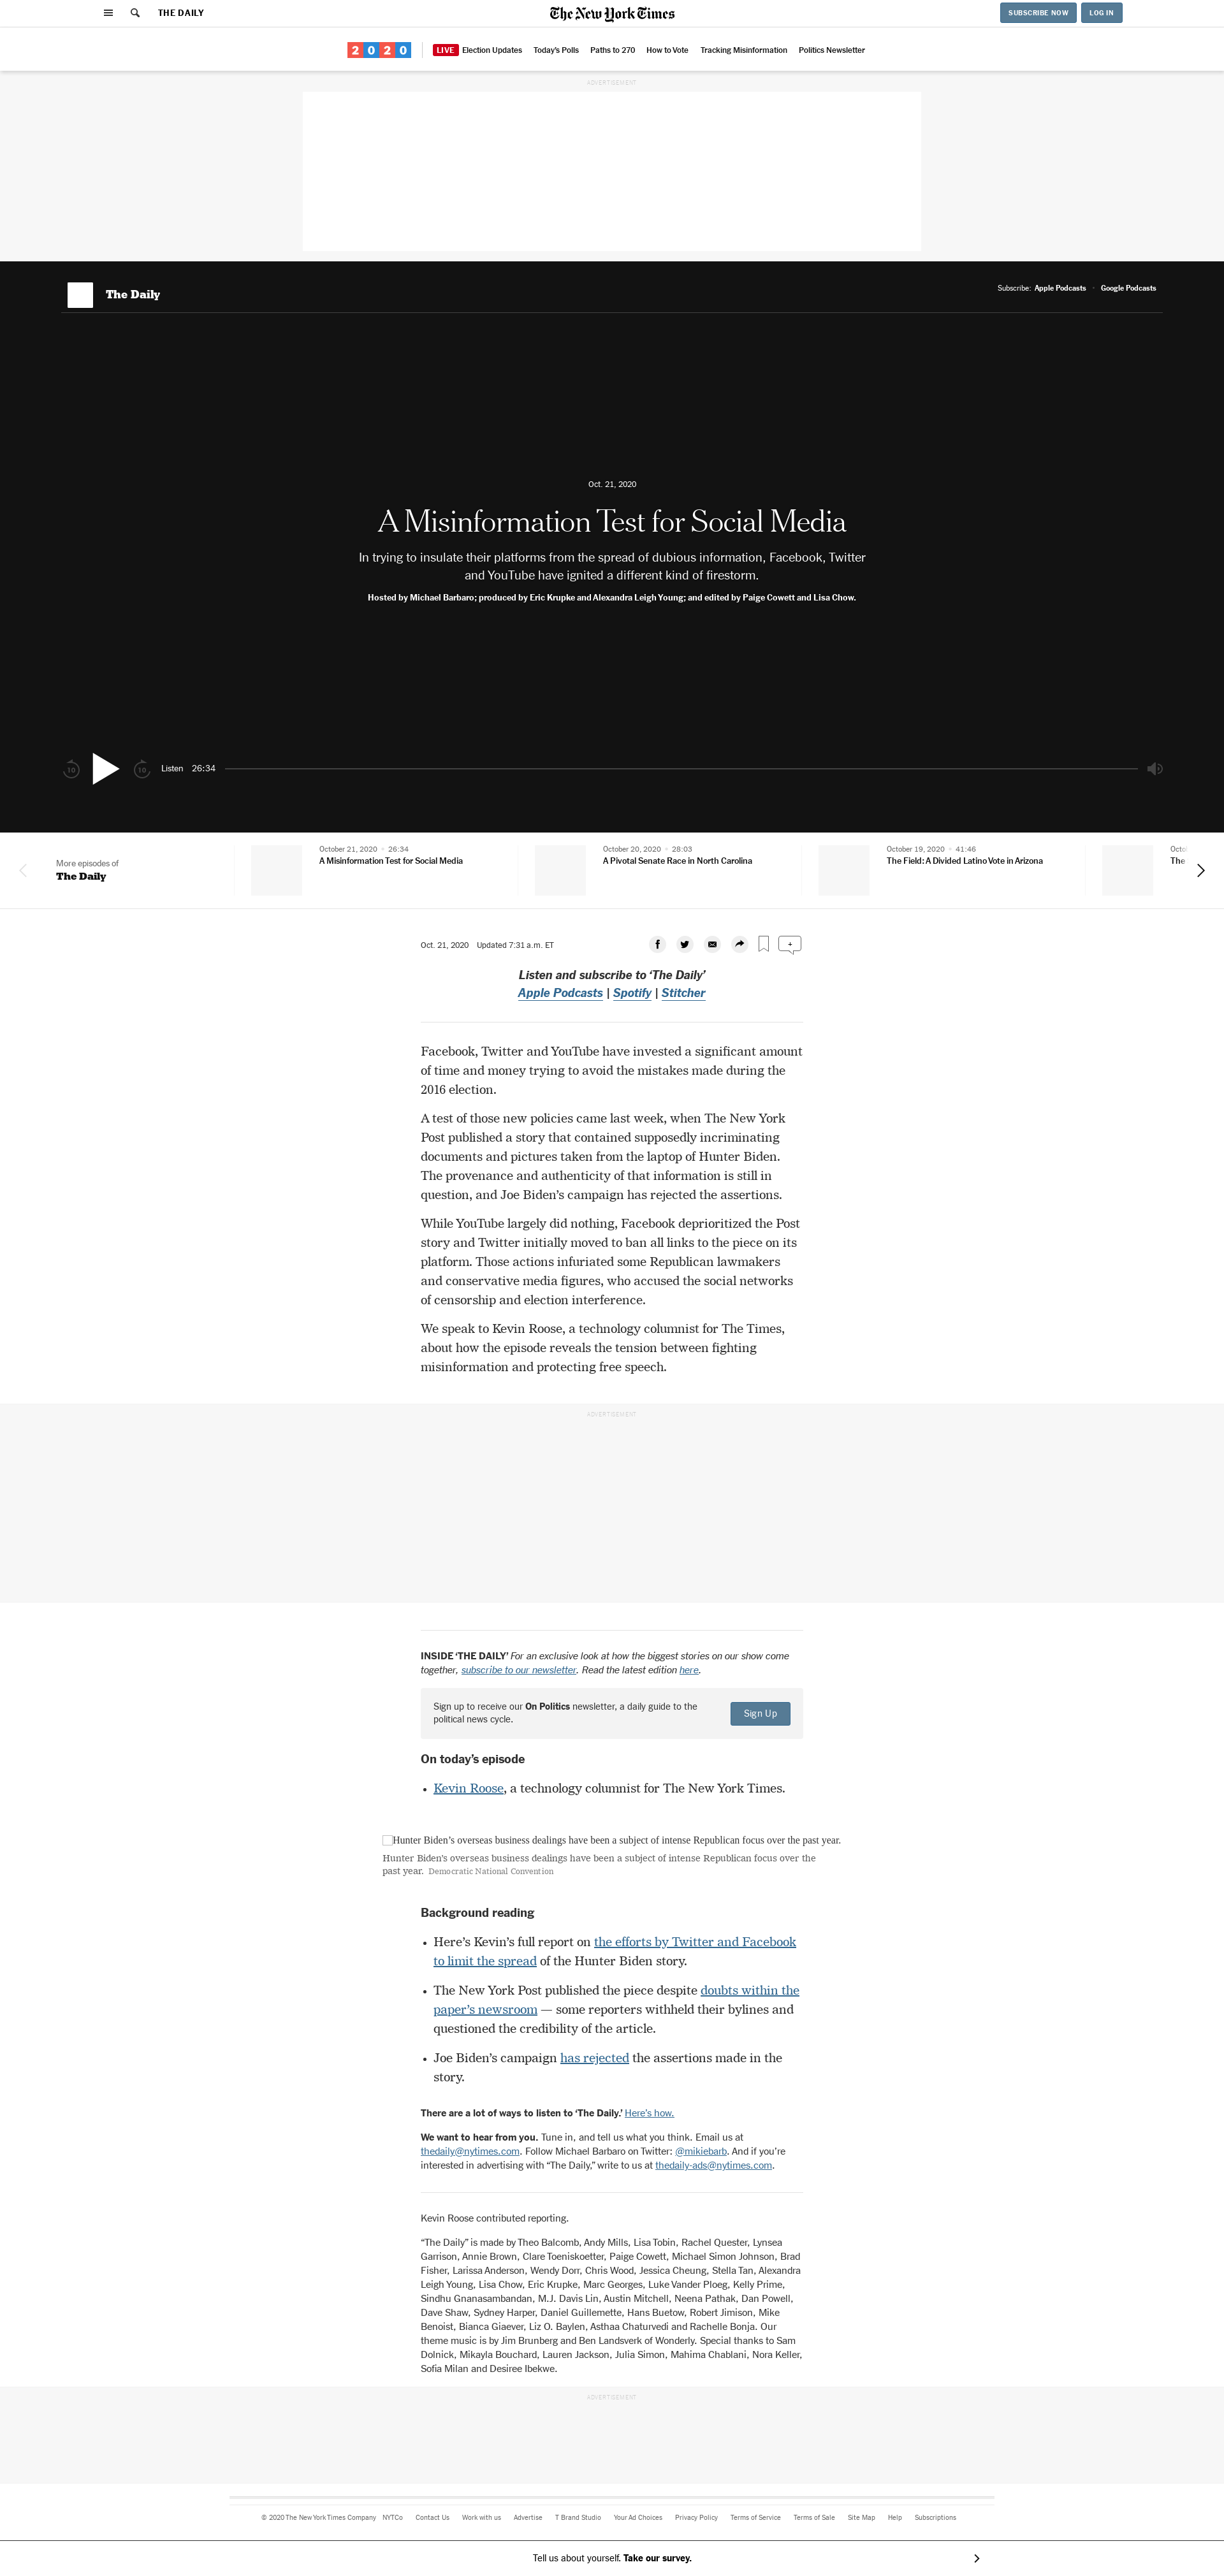 THE DAILY
The New York Times
SUBSCRIBE NOW
LOG IN
2020
LIVE Election Updates
Today's Polls
Paths to 270
How to Vote
Tracking Misinformation
Politics Newsletter
ADVERTISEMENT
The Daily
Subscribe: Apple Podcasts • Google Podcasts
Oct. 21, 2020
A Misinformation Test for Social Media
In trying to insulate their platforms from the spread of dubious information, Facebook, Twitter
and YouTube have ignited a different kind of firestorm.
Hosted by Michael Barbaro; produced by Eric Krupke and Alexandra Leigh Young; and edited by Paige Cowett and Lisa Chow.
10
10
Listen 26:34
More episodes of
The Daily
October 21, 2020 • 26:34
A Misinformation Test for Social Media
October 20, 2020 • 28:03
A Pivotal Senate Race in North Carolina
October 19, 2020 • 41:46
The Field: A Divided Latino Vote in Arizona
Octo
The
Oct. 21, 2020 Updated 7:31 a.m. ET
+
Listen and subscribe to ‘The Daily’
Apple Podcasts | Spotify | Stitcher
Facebook, Twitter and YouTube have invested a significant amount
of time and money trying to avoid the mistakes made during the
2016 election.
A test of those new policies came last week, when The New York
Post published a story that contained supposedly incriminating
documents and pictures taken from the laptop of Hunter Biden.
The provenance and authenticity of that information is still in
question, and Joe Biden’s campaign has rejected the assertions.
While YouTube largely did nothing, Facebook deprioritized the Post
story and Twitter initially moved to ban all links to the piece on its
platform. Those actions infuriated some Republican lawmakers
and conservative media figures, who accused the social networks
of censorship and election interference.
We speak to Kevin Roose, a technology columnist for The Times,
about how the episode reveals the tension between fighting
misinformation and protecting free speech.
ADVERTISEMENT
INSIDE ‘THE DAILY’ For an exclusive look at how the biggest stories on our show come
together, subscribe to our newsletter. Read the latest edition here.
Sign up to receive our On Politics newsletter, a daily guide to the
political news cycle.
Sign Up
On today’s episode
• Kevin Roose, a technology columnist for The New York Times.
Hunter Biden’s overseas business dealings have been a subject of intense Republican focus over the past year.
Hunter Biden’s overseas business dealings have been a subject of intense Republican focus over the
past year. Democratic National Convention
Background reading
• Here’s Kevin’s full report on the efforts by Twitter and Facebook
to limit the spread of the Hunter Biden story.
• The New York Post published the piece despite doubts within the
paper’s newsroom — some reporters withheld their bylines and
questioned the credibility of the article.
• Joe Biden’s campaign has rejected the assertions made in the
story.
There are a lot of ways to listen to ‘The Daily.’ Here’s how.
We want to hear from you. Tune in, and tell us what you think. Email us at
thedaily@nytimes.com. Follow Michael Barbaro on Twitter: @mikiebarb. And if you’re
interested in advertising with “The Daily,” write to us at thedaily-ads@nytimes.com.
Kevin Roose contributed reporting.
“The Daily” is made by Theo Balcomb, Andy Mills, Lisa Tobin, Rachel Quester, Lynsea
Garrison, Annie Brown, Clare Toeniskoetter, Paige Cowett, Michael Simon Johnson, Brad
Fisher, Larissa Anderson, Wendy Dorr, Chris Wood, Jessica Cheung, Stella Tan, Alexandra
Leigh Young, Lisa Chow, Eric Krupke, Marc Georges, Luke Vander Ploeg, Kelly Prime,
Sindhu Gnanasambandan, M.J. Davis Lin, Austin Mitchell, Neena Pathak, Dan Powell,
Dave Shaw, Sydney Harper, Daniel Guillemette, Hans Buetow, Robert Jimison, Mike
Benoist, Bianca Giaever, Liz O. Baylen, Asthaa Chaturvedi and Rachelle Bonja. Our
theme music is by Jim Brunberg and Ben Landsverk of Wonderly. Special thanks to Sam
Dolnick, Mikayla Bouchard, Lauren Jackson, Julia Simon, Mahima Chablani, Nora Keller,
Sofia Milan and Desiree Ibekwe.
ADVERTISEMENT
© 2020 The New York Times Company NYTCo Contact Us Work with us Advertise T Brand Studio Your Ad Choices Privacy Policy Terms of Service Terms of Sale Site Map Help Subscriptions
Tell us about yourself. Take our survey.